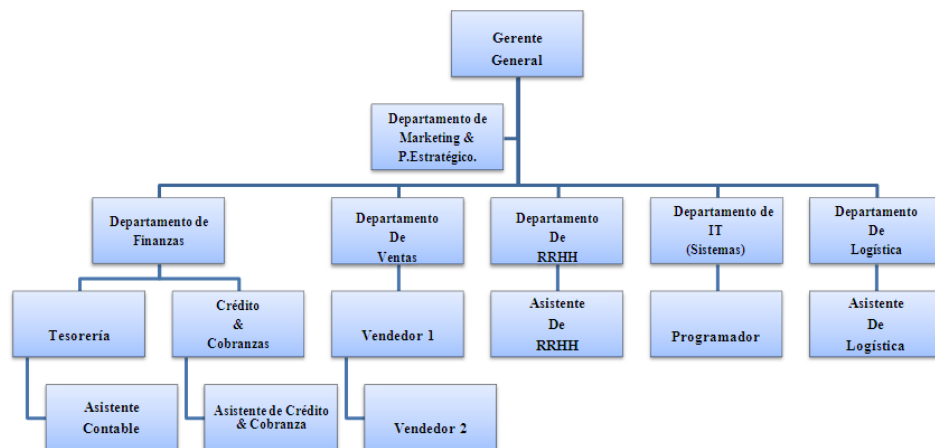 Gerente
General
Departamento de
Marketing &
P.Estratégico.
Departamento de
Finanzas
Departamento
De
Ventas
Departamento
De
RRHH
Departamento de
IT
(Sistemas)
Departamento
De
Logística
Tesorería
Crédito
&
Cobranzas
Vendedor 1
Asistente
De
RRHH
Programador
Asistente
De
Logística
Asistente
Contable
Asistente de Crédito
& Cobranza
Vendedor 2